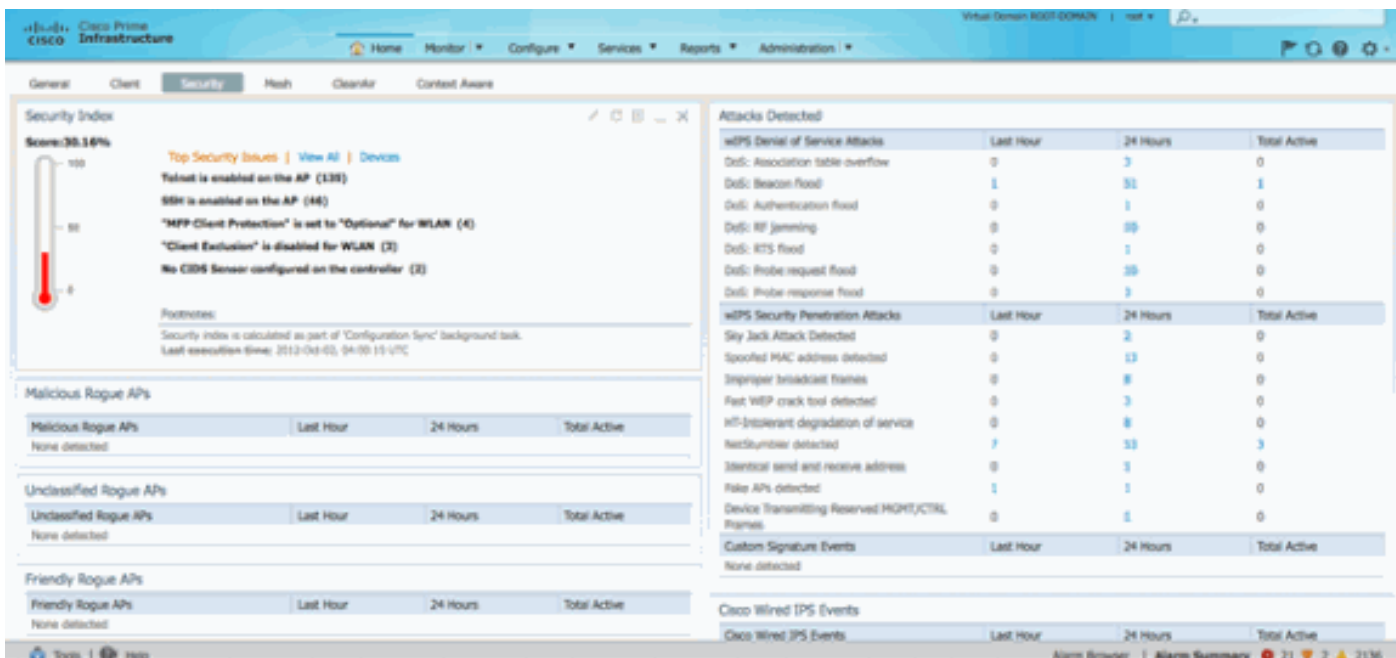 Virtual Domain ROOT-DOMAIN | root
CISCO Cisco Prime Infrastructure
Home Monitor Configure Services Reports Administration
General Client Security Mesh CleanAir Context Aware
Security Index
Score:30.16%
100
50
0
Top Security Issues | View All | Devices
Telnet is enabled on the AP (135)
SSH is enabled on the AP (46)
"MFP Client Protection" is set to "Optional" for WLAN (4)
"Client Exclusion" is disabled for WLAN (3)
No CIDS Sensor configured on the controller (2)
Footnotes:
Security index is calculated as part of 'Configuration Sync' background task.
Last execution time: 2012-Oct-02, 04:00:15 UTC
Malicious Rogue APs
Malicious Rogue APs Last Hour 24 Hours Total Active
None detected
Unclassified Rogue APs
Unclassified Rogue APs Last Hour 24 Hours Total Active
None detected
Friendly Rogue APs
Friendly Rogue APs Last Hour 24 Hours Total Active
None detected
Attacks Detected
wIPS Denial of Service Attacks Last Hour 24 Hours Total Active
DoS: Association table overflow 0 3 0
DoS: Beacon flood 1 51 1
DoS: Authentication flood 0 1 0
DoS: RF jamming 0 0
DoS: RTS flood 0 1 0
DoS: Probe request flood 0 0
DoS: Probe response flood 0 3 0
wIPS Security Penetration Attacks Last Hour 24 Hours Total Active
Sky Jack Attack Detected 0 2 0
Spoofed MAC address detected 0 13 0
Improper broadcast frames 0 8 0
Fast WEP crack tool detected 0 3 0
HT-Intolerant degradation of service 0 8 0
NetStumbler detected 7 53 3
Identical send and receive address 0 1 0
Fake APs detected 1 1 0
Device Transmitting Reserved MGMT/CTRL Frames 0 1 0
Custom Signature Events Last Hour 24 Hours Total Active
None detected
Cisco Wired IPS Events
Cisco Wired IPS Events Last Hour 24 Hours Total Active
Tools | Help
Alarm Browser | Alarm Summary 21 2 2136